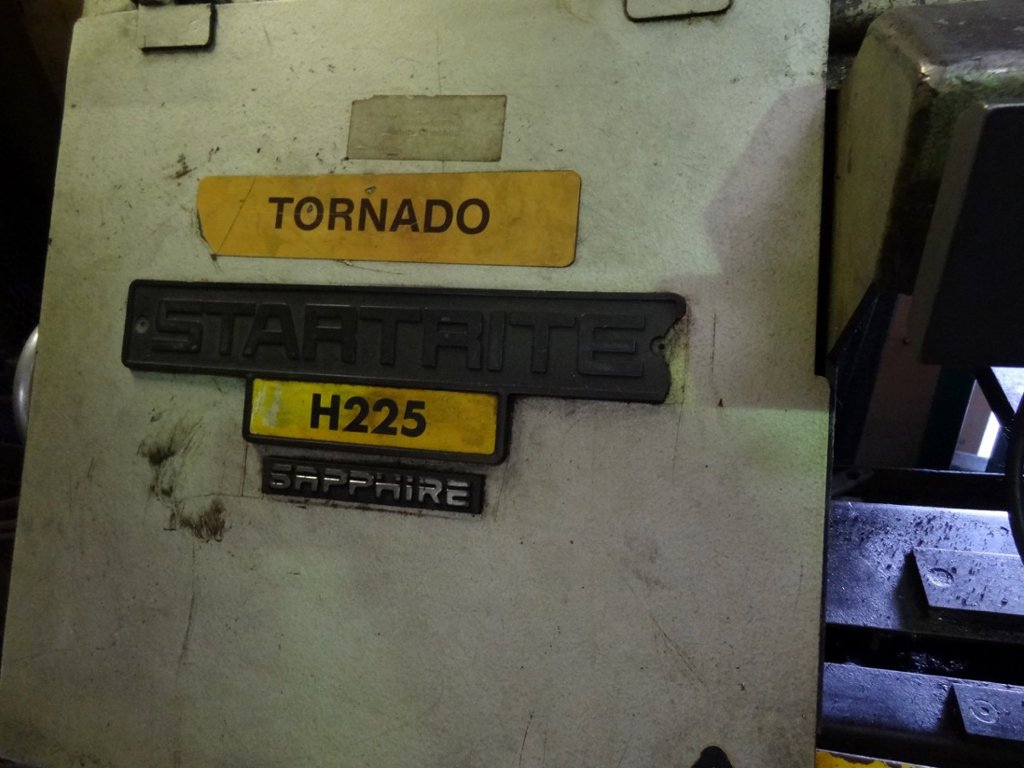 TORNADO
STARTRITE
H225
SAPPHIRE